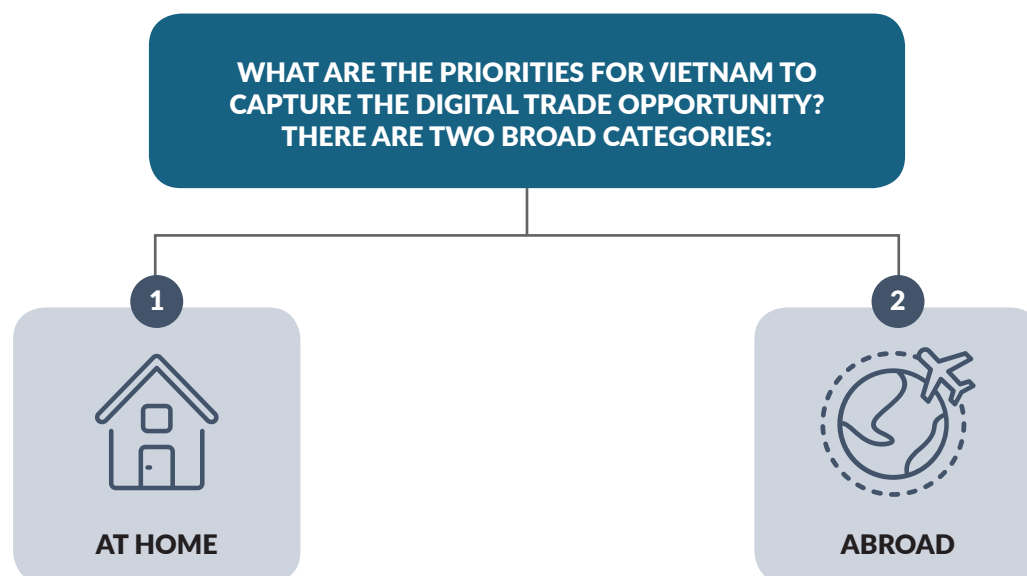 WHAT ARE THE PRIORITIES FOR VIETNAM TO
CAPTURE THE DIGITAL TRADE OPPORTUNITY?
THERE ARE TWO BROAD CATEGORIES:
1
2
AT HOME
ABROAD